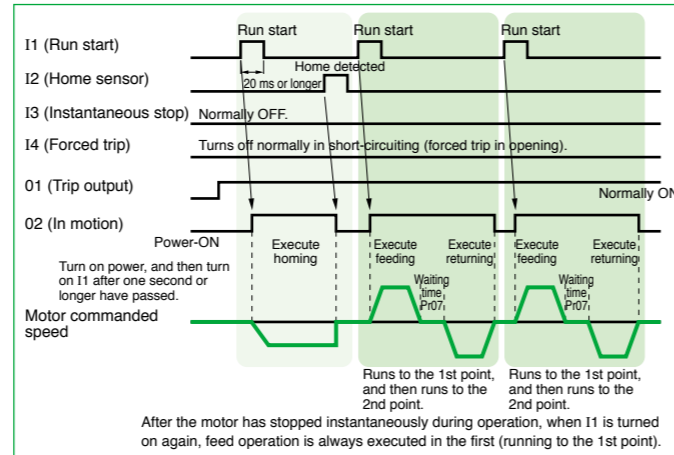 Run start Run start Run start
I1 (Run start)
Home detected
I2 (Home sensor)
20 ms or longer
I3 (Instantaneous stop) Normally OFF.
I4 (Forced trip) Turns off normally in short-circuiting (forced trip in opening).
01 (Trip output)
Normally ON
02 (In motion)
Power-ON
Execute homing
Execute feeding
Execute returning
Execute feeding
Execute returning
Turn on power, and then turn
on I1 after one second or
longer have passed.
Waiting
time
Pr07
Waiting
time
Pr07
Motor commanded
speed
Runs to the 1st point,
and then runs to the
2nd point.
Runs to the 1st point,
and then runs to the
2nd point.
After the motor has stopped instantaneously during operation, when I1 is turned
on again, feed operation is always executed in the first (running to the 1st point).